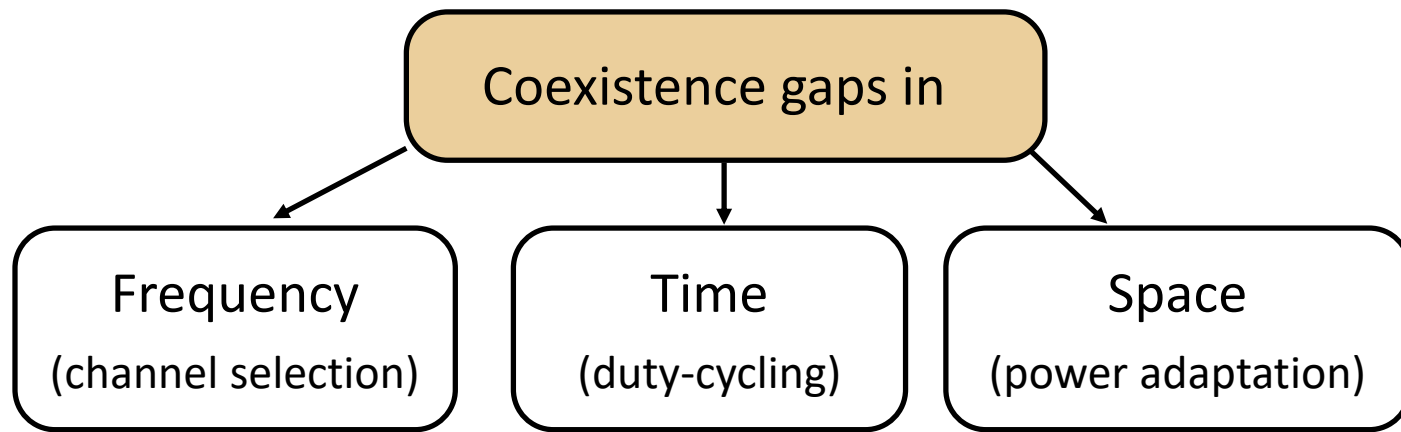 Coexistence gaps in
Frequency
(channel selection)
Time
(duty-cycling)
Space
(power adaptation)